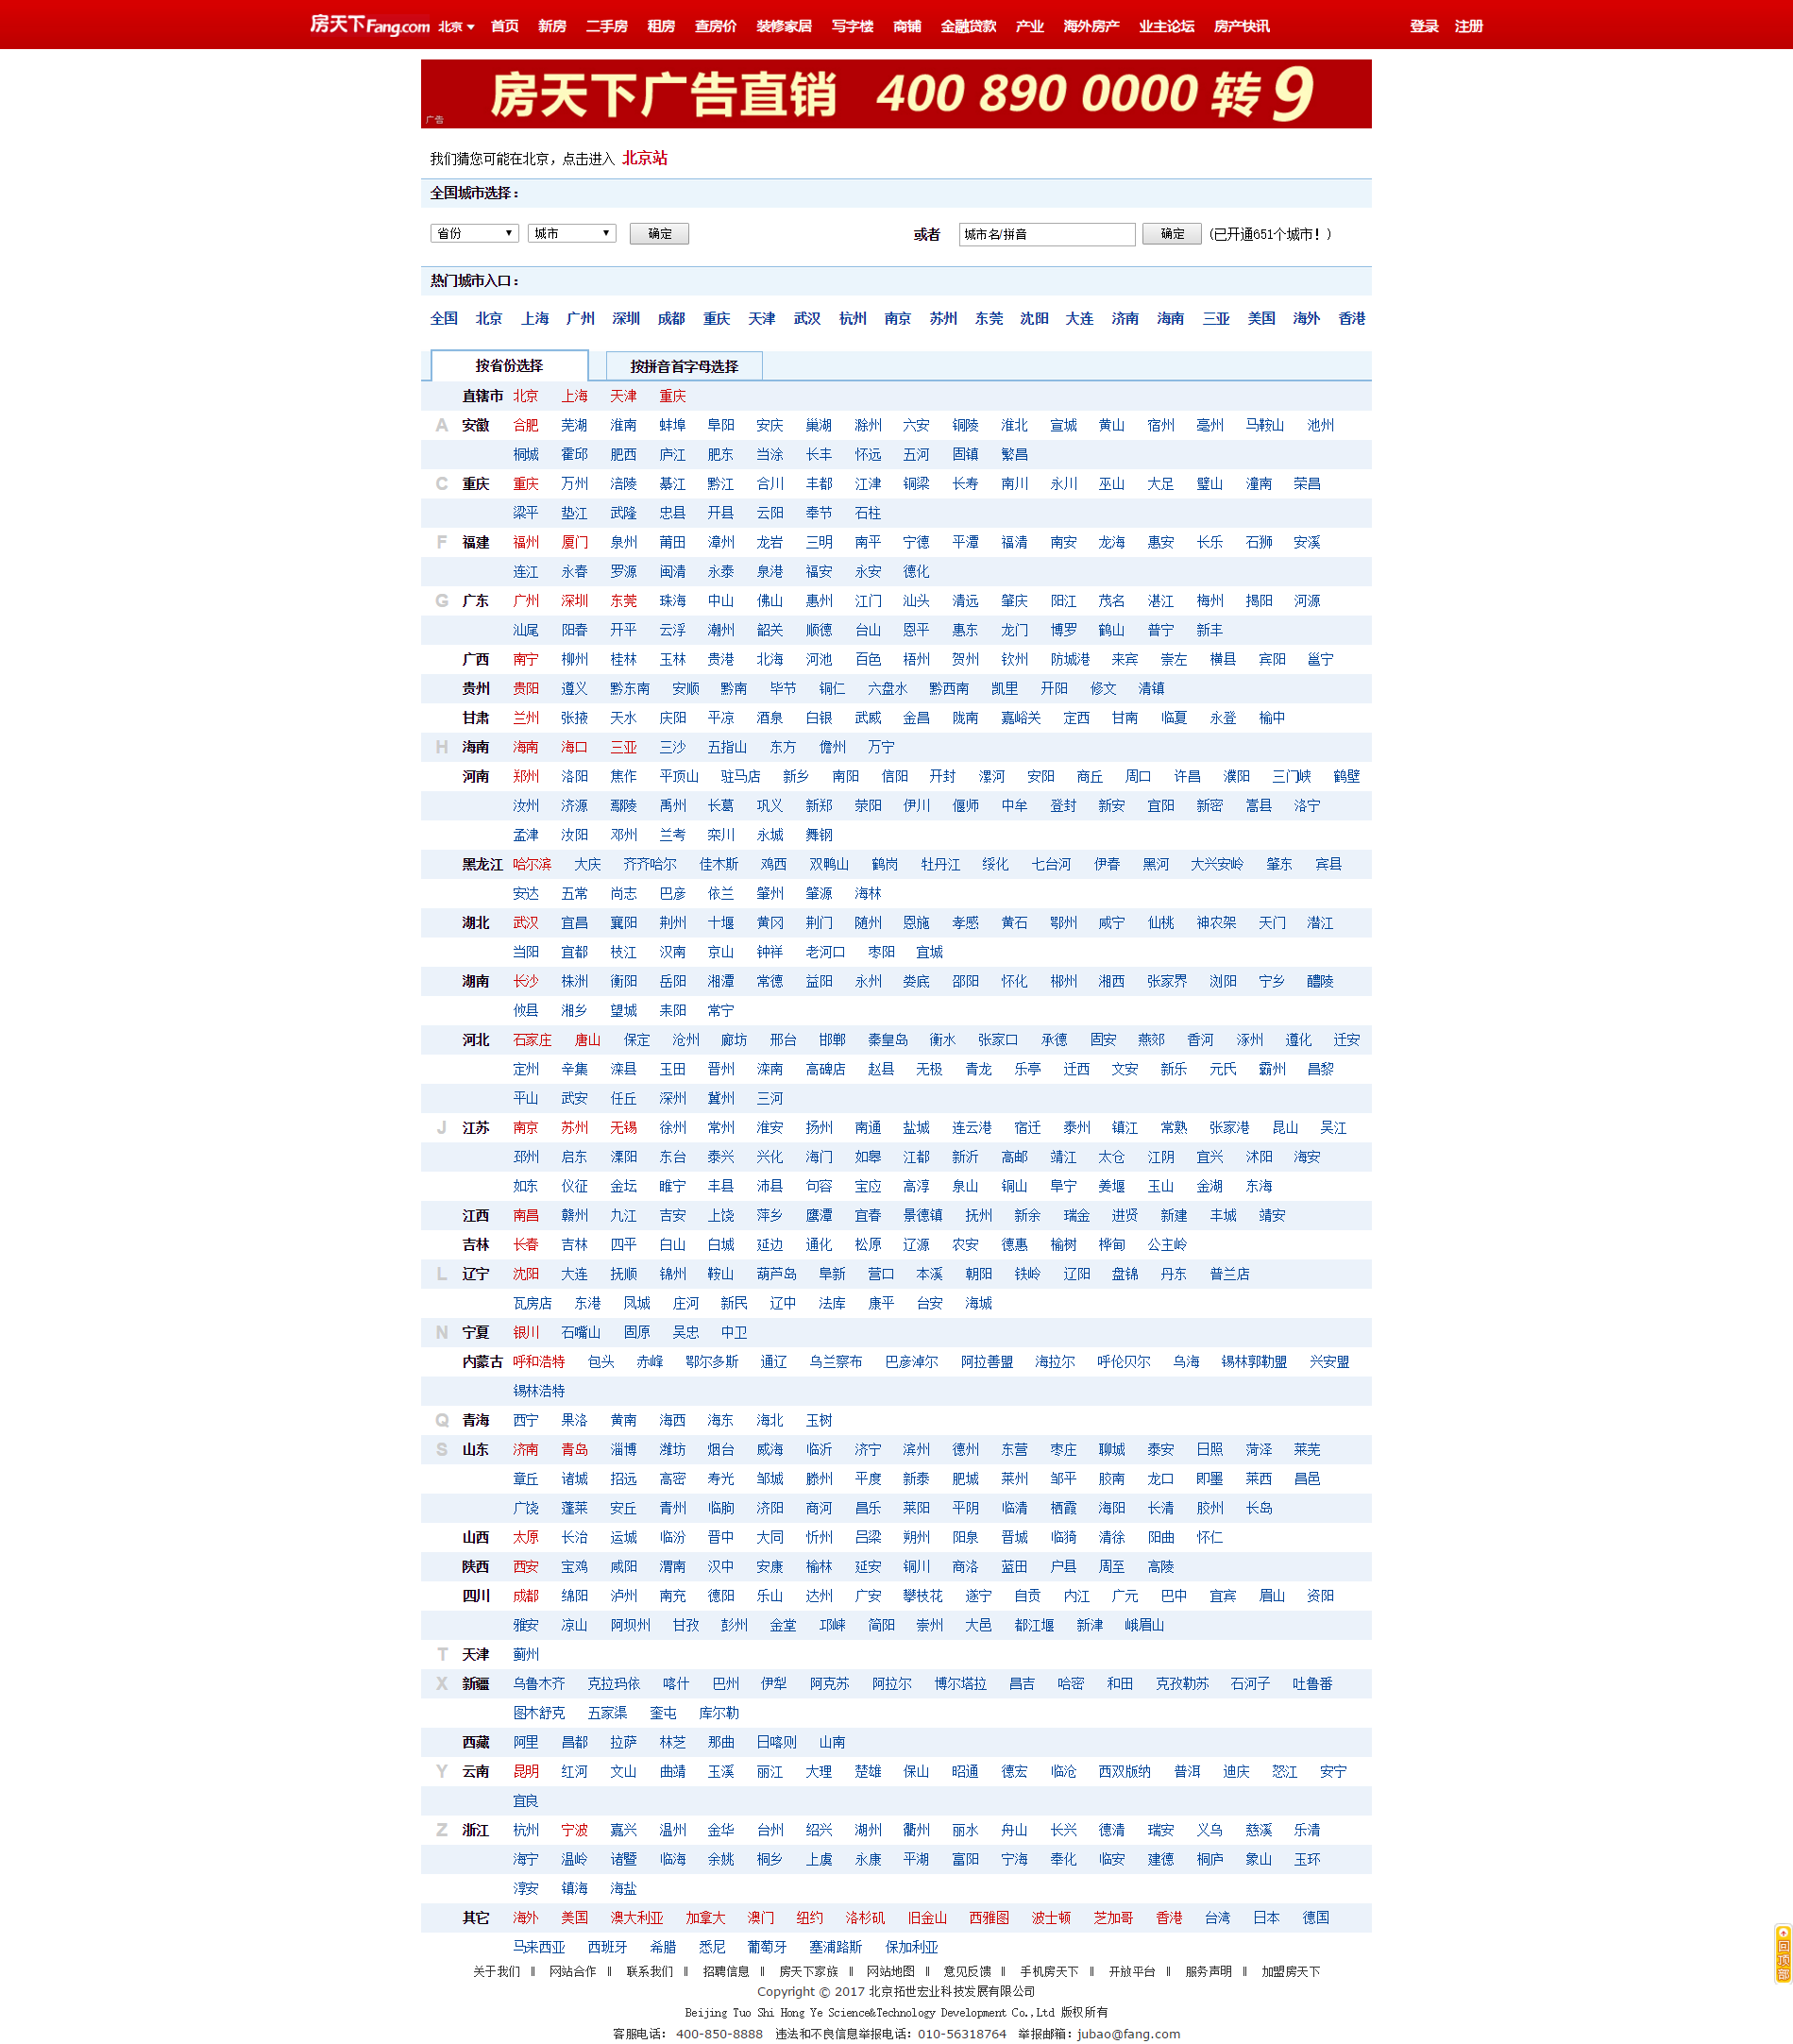 房天下Fang.com 北京 首页 新房 二手房 租房 查房价 装修家居 写字楼 商铺 金融贷款 产业 海外房产 业主论坛 房产快讯 登录 注册
房天下广告直销 400 890 0000 转 9
广告
我们猜您可能在北京，点击进入 北京站
全国城市选择：
省份 城市 确定 或者 城市名/拼音 确定 (已开通651个城市！)
热门城市入口：
全国 北京 上海 广州 深圳 成都 重庆 天津 武汉 杭州 南京 苏州 东莞 沈阳 大连 济南 海南 三亚 美国 海外 香港
按省份选择 按拼音首字母选择
直辖市 北京 上海 天津 重庆
A 安徽 合肥 芜湖 淮南 蚌埠 阜阳 安庆 巢湖 滁州 六安 铜陵 淮北 宣城 黄山 宿州 亳州 马鞍山 池州
桐城 霍邱 肥西 庐江 肥东 当涂 长丰 怀远 五河 固镇 繁昌
C 重庆 重庆 万州 涪陵 綦江 黔江 合川 丰都 江津 铜梁 长寿 南川 永川 巫山 大足 璧山 潼南 荣昌
梁平 垫江 武隆 忠县 开县 云阳 奉节 石柱
F 福建 福州 厦门 泉州 莆田 漳州 龙岩 三明 南平 宁德 平潭 福清 南安 龙海 惠安 长乐 石狮 安溪
连江 永春 罗源 闽清 永泰 泉港 福安 永安 德化
G 广东 广州 深圳 东莞 珠海 中山 佛山 惠州 江门 汕头 清远 肇庆 阳江 茂名 湛江 梅州 揭阳 河源
汕尾 阳春 开平 云浮 潮州 韶关 顺德 台山 恩平 惠东 龙门 博罗 鹤山 普宁 新丰
广西 南宁 柳州 桂林 玉林 贵港 北海 河池 百色 梧州 贺州 钦州 防城港 来宾 崇左 横县 宾阳 邕宁
贵州 贵阳 遵义 黔东南 安顺 黔南 毕节 铜仁 六盘水 黔西南 凯里 开阳 修文 清镇
甘肃 兰州 张掖 天水 庆阳 平凉 酒泉 白银 武威 金昌 陇南 嘉峪关 定西 甘南 临夏 永登 榆中
H 海南 海南 海口 三亚 三沙 五指山 东方 儋州 万宁
河南 郑州 洛阳 焦作 平顶山 驻马店 新乡 南阳 信阳 开封 漯河 安阳 商丘 周口 许昌 濮阳 三门峡 鹤壁
汝州 济源 鄢陵 禹州 长葛 巩义 新郑 荥阳 伊川 偃师 中牟 登封 新安 宜阳 新密 嵩县 洛宁
孟津 汝阳 邓州 兰考 栾川 永城 舞钢
黑龙江 哈尔滨 大庆 齐齐哈尔 佳木斯 鸡西 双鸭山 鹤岗 牡丹江 绥化 七台河 伊春 黑河 大兴安岭 肇东 宾县
安达 五常 尚志 巴彦 依兰 肇州 肇源 海林
湖北 武汉 宜昌 襄阳 荆州 十堰 黄冈 荆门 随州 恩施 孝感 黄石 鄂州 咸宁 仙桃 神农架 天门 潜江
当阳 宜都 枝江 汉南 京山 钟祥 老河口 枣阳 宜城
湖南 长沙 株洲 衡阳 岳阳 湘潭 常德 益阳 永州 娄底 邵阳 怀化 郴州 湘西 张家界 浏阳 宁乡 醴陵
攸县 湘乡 望城 耒阳 常宁
河北 石家庄 唐山 保定 沧州 廊坊 邢台 邯郸 秦皇岛 衡水 张家口 承德 固安 燕郊 香河 涿州 遵化 迁安
定州 辛集 滦县 玉田 晋州 滦南 高碑店 赵县 无极 青龙 乐亭 迁西 文安 新乐 元氏 霸州 昌黎
平山 武安 任丘 深州 冀州 三河
J 江苏 南京 苏州 无锡 徐州 常州 淮安 扬州 南通 盐城 连云港 宿迁 泰州 镇江 常熟 张家港 昆山 吴江
邳州 启东 溧阳 东台 泰兴 兴化 海门 如皋 江都 新沂 高邮 靖江 太仓 江阴 宜兴 沭阳 海安
如东 仪征 金坛 睢宁 丰县 沛县 句容 宝应 高淳 泉山 铜山 阜宁 姜堰 玉山 金湖 东海
江西 南昌 赣州 九江 吉安 上饶 萍乡 鹰潭 宜春 景德镇 抚州 新余 瑞金 进贤 新建 丰城 靖安
吉林 长春 吉林 四平 白山 白城 延边 通化 松原 辽源 农安 德惠 榆树 桦甸 公主岭
L 辽宁 沈阳 大连 抚顺 锦州 鞍山 葫芦岛 阜新 营口 本溪 朝阳 铁岭 辽阳 盘锦 丹东 普兰店
瓦房店 东港 凤城 庄河 新民 辽中 法库 康平 台安 海城
N 宁夏 银川 石嘴山 固原 吴忠 中卫
内蒙古 呼和浩特 包头 赤峰 鄂尔多斯 通辽 乌兰察布 巴彦淖尔 阿拉善盟 海拉尔 呼伦贝尔 乌海 锡林郭勒盟 兴安盟
锡林浩特
Q 青海 西宁 果洛 黄南 海西 海东 海北 玉树
S 山东 济南 青岛 淄博 潍坊 烟台 威海 临沂 济宁 滨州 德州 东营 枣庄 聊城 泰安 日照 菏泽 莱芜
章丘 诸城 招远 高密 寿光 邹城 滕州 平度 新泰 肥城 莱州 邹平 胶南 龙口 即墨 莱西 昌邑
广饶 蓬莱 安丘 青州 临朐 济阳 商河 昌乐 莱阳 平阴 临清 栖霞 海阳 长清 胶州 长岛
山西 太原 长治 运城 临汾 晋中 大同 忻州 吕梁 朔州 阳泉 晋城 临猗 清徐 阳曲 怀仁
陕西 西安 宝鸡 咸阳 渭南 汉中 安康 榆林 延安 铜川 商洛 蓝田 户县 周至 高陵
四川 成都 绵阳 泸州 南充 德阳 乐山 达州 广安 攀枝花 遂宁 自贡 内江 广元 巴中 宜宾 眉山 资阳
雅安 凉山 阿坝州 甘孜 彭州 金堂 邛崃 简阳 崇州 大邑 都江堰 新津 峨眉山
T 天津 蓟州
X 新疆 乌鲁木齐 克拉玛依 喀什 巴州 伊犁 阿克苏 阿拉尔 博尔塔拉 昌吉 哈密 和田 克孜勒苏 石河子 吐鲁番
图木舒克 五家渠 奎屯 库尔勒
西藏 阿里 昌都 拉萨 林芝 那曲 日喀则 山南
Y 云南 昆明 红河 文山 曲靖 玉溪 丽江 大理 楚雄 保山 昭通 德宏 临沧 西双版纳 普洱 迪庆 怒江 安宁
宜良
Z 浙江 杭州 宁波 嘉兴 温州 金华 台州 绍兴 湖州 衢州 丽水 舟山 长兴 德清 瑞安 义乌 慈溪 乐清
海宁 温岭 诸暨 临海 余姚 桐乡 上虞 永康 平湖 富阳 宁海 奉化 临安 建德 桐庐 象山 玉环
淳安 镇海 海盐
其它 海外 美国 澳大利亚 加拿大 澳门 纽约 洛杉矶 旧金山 西雅图 波士顿 芝加哥 香港 台湾 日本 德国
马来西亚 西班牙 希腊 悉尼 葡萄牙 塞浦路斯 保加利亚
关于我们 ‖ 网站合作 ‖ 联系我们 ‖ 招聘信息 ‖ 房天下家族 ‖ 网站地图 ‖ 意见反馈 ‖ 手机房天下 ‖ 开放平台 ‖ 服务声明 ‖ 加盟房天下
Copyright © 2017 北京拓世宏业科技发展有限公司
Beijing Tuo Shi Hong Ye Science&Technology Development Co.,Ltd 版权所有
客服电话： 400-850-8888 违法和不良信息举报电话：010-56318764 举报邮箱：jubao@fang.com
回顶部